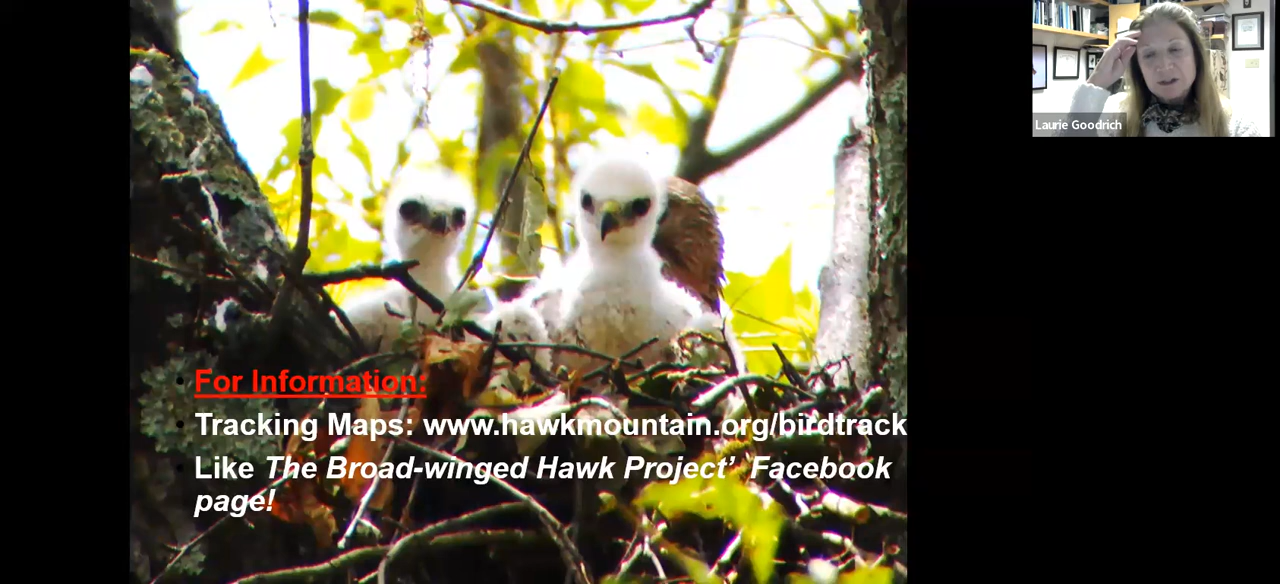 Laurie Goodrich
For Information:
Tracking Maps: www.hawkmountain.org/birdtrack
Like The Broad-winged Hawk Project’ Facebook
page!